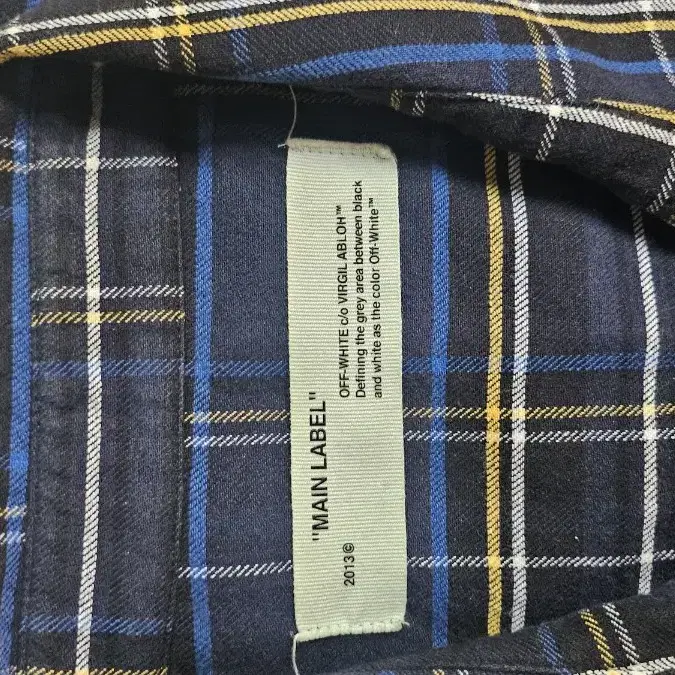 "MAIN LABEL"
2013©
OFF-WHITE c/o VIRGIL ABLOH™
Defining the grey area between black
and white as the color Off-White™